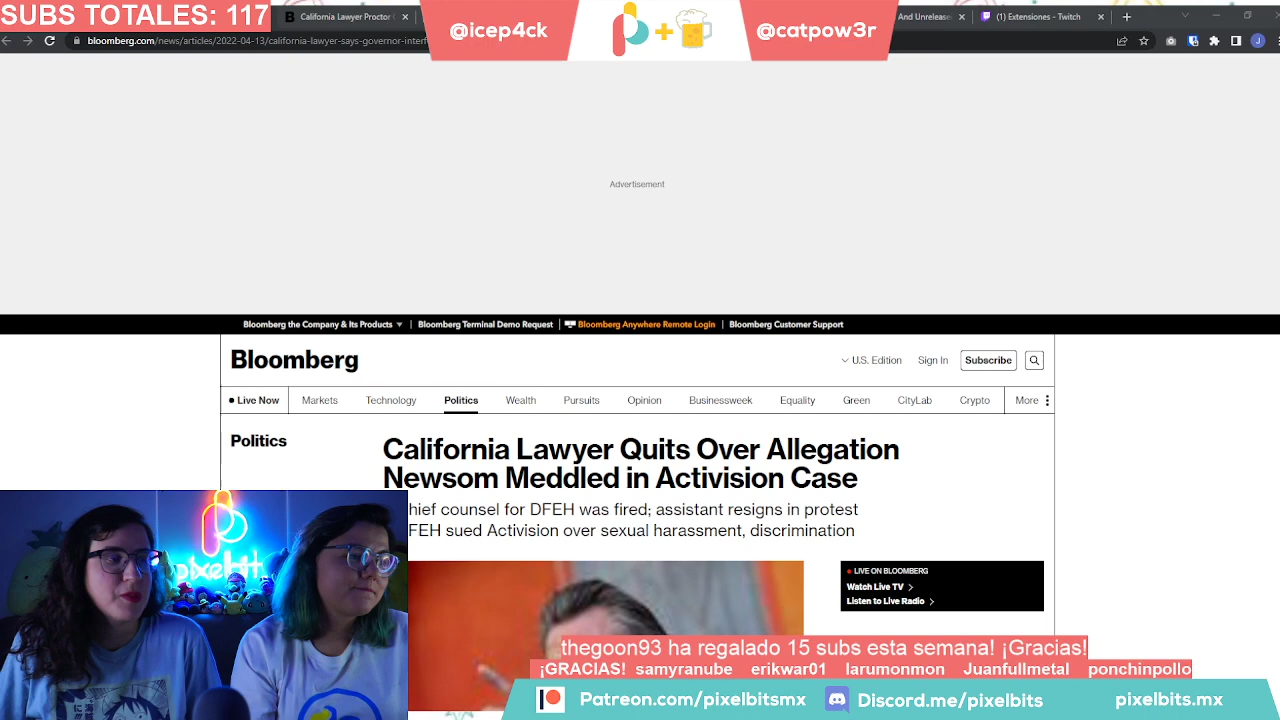 SUBS TOTALES: 117
California Lawyer Proctor
And Unrelease
(1) Extensiones - Twitch
@icep4ck
@catpow3r
bloomberg.com/news/articles/2022-04-13/california-lawyer-says-governor-interf
J
Advertisement
Bloomberg the Company & Its Products
Bloomberg Terminal Demo Request
Bloomberg Anywhere Remote Login
Bloomberg Customer Support
Bloomberg
U.S. Edition
Sign In
Subscribe
Live Now
Markets
Technology
Politics
Wealth
Pursuits
Opinion
Businessweek
Equality
Green
CityLab
Crypto
More
Politics
California Lawyer Quits Over Allegation
Newsom Meddled in Activision Case
hief counsel for DFEH was fired; assistant resigns in protest
FEH sued Activision over sexual harassment, discrimination
LIVE ON BLOOMBERG
Watch Live TV
Listen to Live Radio
pixelbit
thegoon93 ha regalado 15 subs esta semana! ¡Gracias!
¡GRACIAS! samyranube erikwar01 larumonmon Juanfullmetal ponchinpollo
Patreon.com/pixelbitsmx
Discord.me/pixelbits
pixelbits.mx